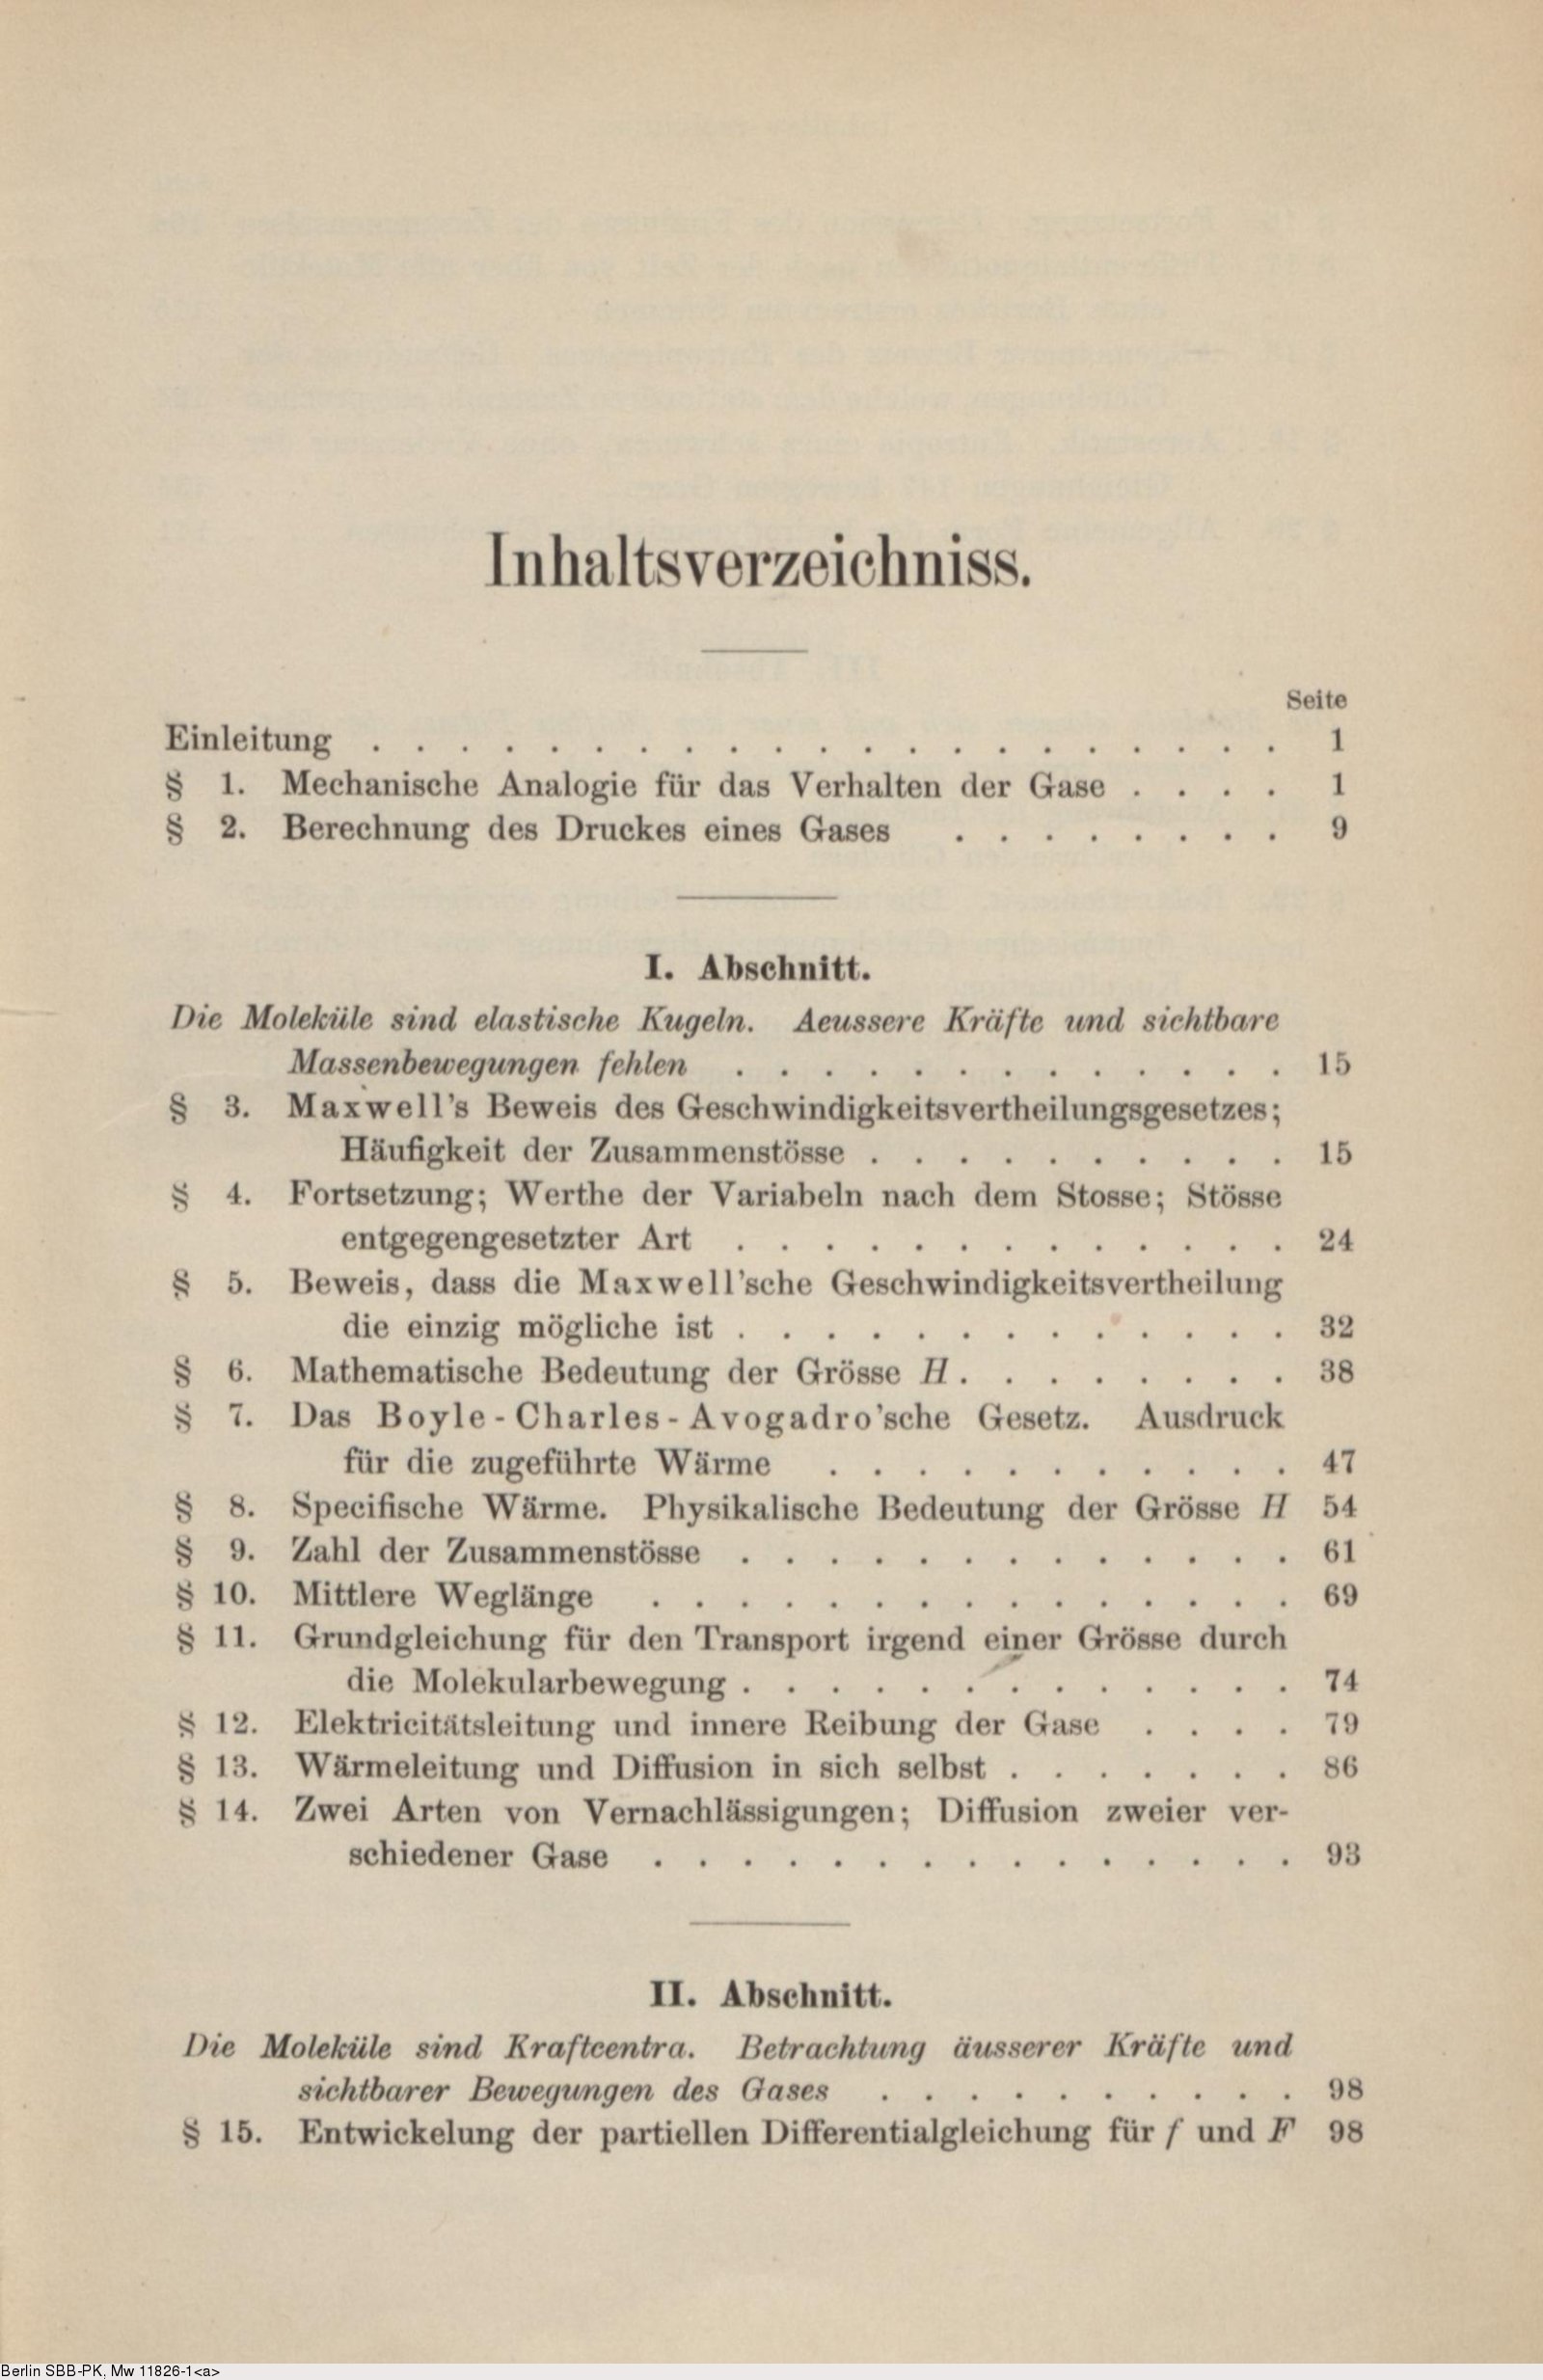 Inhaltsverzeichniss.
Seite
Einleitung . . . . . . . . . . . . . . . . . . . . . 1
§ 1. Mechanische Analogie für das Verhalten der Gase . . . . 1
§ 2. Berechnung des Druckes eines Gases . . . . . . . . 9
I. Abschnitt.
Die Moleküle sind elastische Kugeln. Aeussere Kräfte und sichtbare
Massenbewegungen fehlen . . . . . . . . . . . . . 15
§ 3. Maxwell's Beweis des Geschwindigkeitsvertheilungsgesetzes;
Häufigkeit der Zusammenstösse . . . . . . . . . . 15
§ 4. Fortsetzung; Werthe der Variabeln nach dem Stosse; Stösse
entgegengesetzter Art . . . . . . . . . . . . . 24
§ 5. Beweis, dass die Maxwell'sche Geschwindigkeitsvertheilung
die einzig mögliche ist . . . . . . . . . . . . . 32
§ 6. Mathematische Bedeutung der Grösse H . . . . . . . . 38
§ 7. Das Boyle-Charles-Avogadro'sche Gesetz. Ausdruck
für die zugeführte Wärme . . . . . . . . . . . 47
§ 8. Specifische Wärme. Physikalische Bedeutung der Grösse H 54
§ 9. Zahl der Zusammenstösse . . . . . . . . . . . . . 61
§ 10. Mittlere Weglänge . . . . . . . . . . . . . . . 69
§ 11. Grundgleichung für den Transport irgend einer Grösse durch
die Molekularbewegung . . . . . . . . . . . . . 74
§ 12. Elektricitätsleitung und innere Reibung der Gase . . . . 79
§ 13. Wärmeleitung und Diffusion in sich selbst . . . . . . . 86
§ 14. Zwei Arten von Vernachlässigungen; Diffusion zweier ver-
schiedener Gase . . . . . . . . . . . . . . . 93
II. Abschnitt.
Die Moleküle sind Kraftcentra. Betrachtung äusserer Kräfte und
sichtbarer Bewegungen des Gases . . . . . . . . . . 98
§ 15. Entwickelung der partiellen Differentialgleichung für f und F 98
Berlin SBB-PK, Mw 11826-1<a>